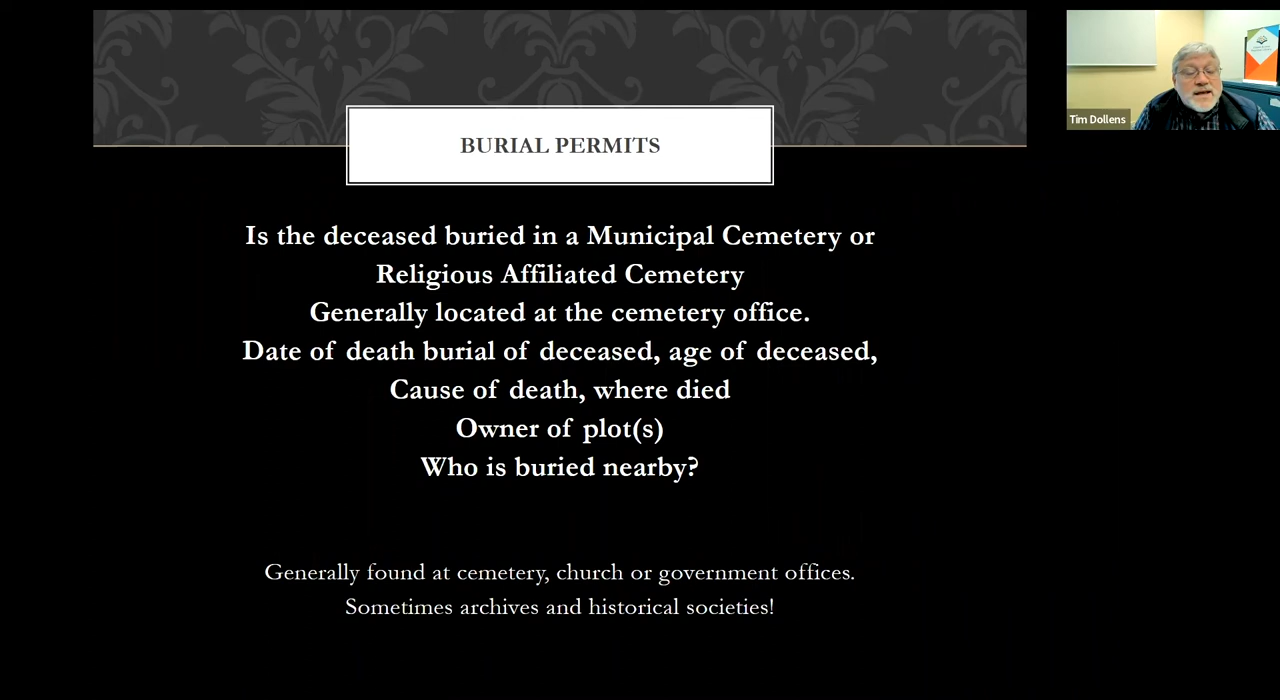 BURIAL PERMITS
Is the deceased buried in a Municipal Cemetery or
Religious Affiliated Cemetery
Generally located at the cemetery office.
Date of death burial of deceased, age of deceased,
Cause of death, where died
Owner of plot(s)
Who is buried nearby?
Generally found at cemetery, church or government offices.
Sometimes archives and historical societies!
Tim Dollens